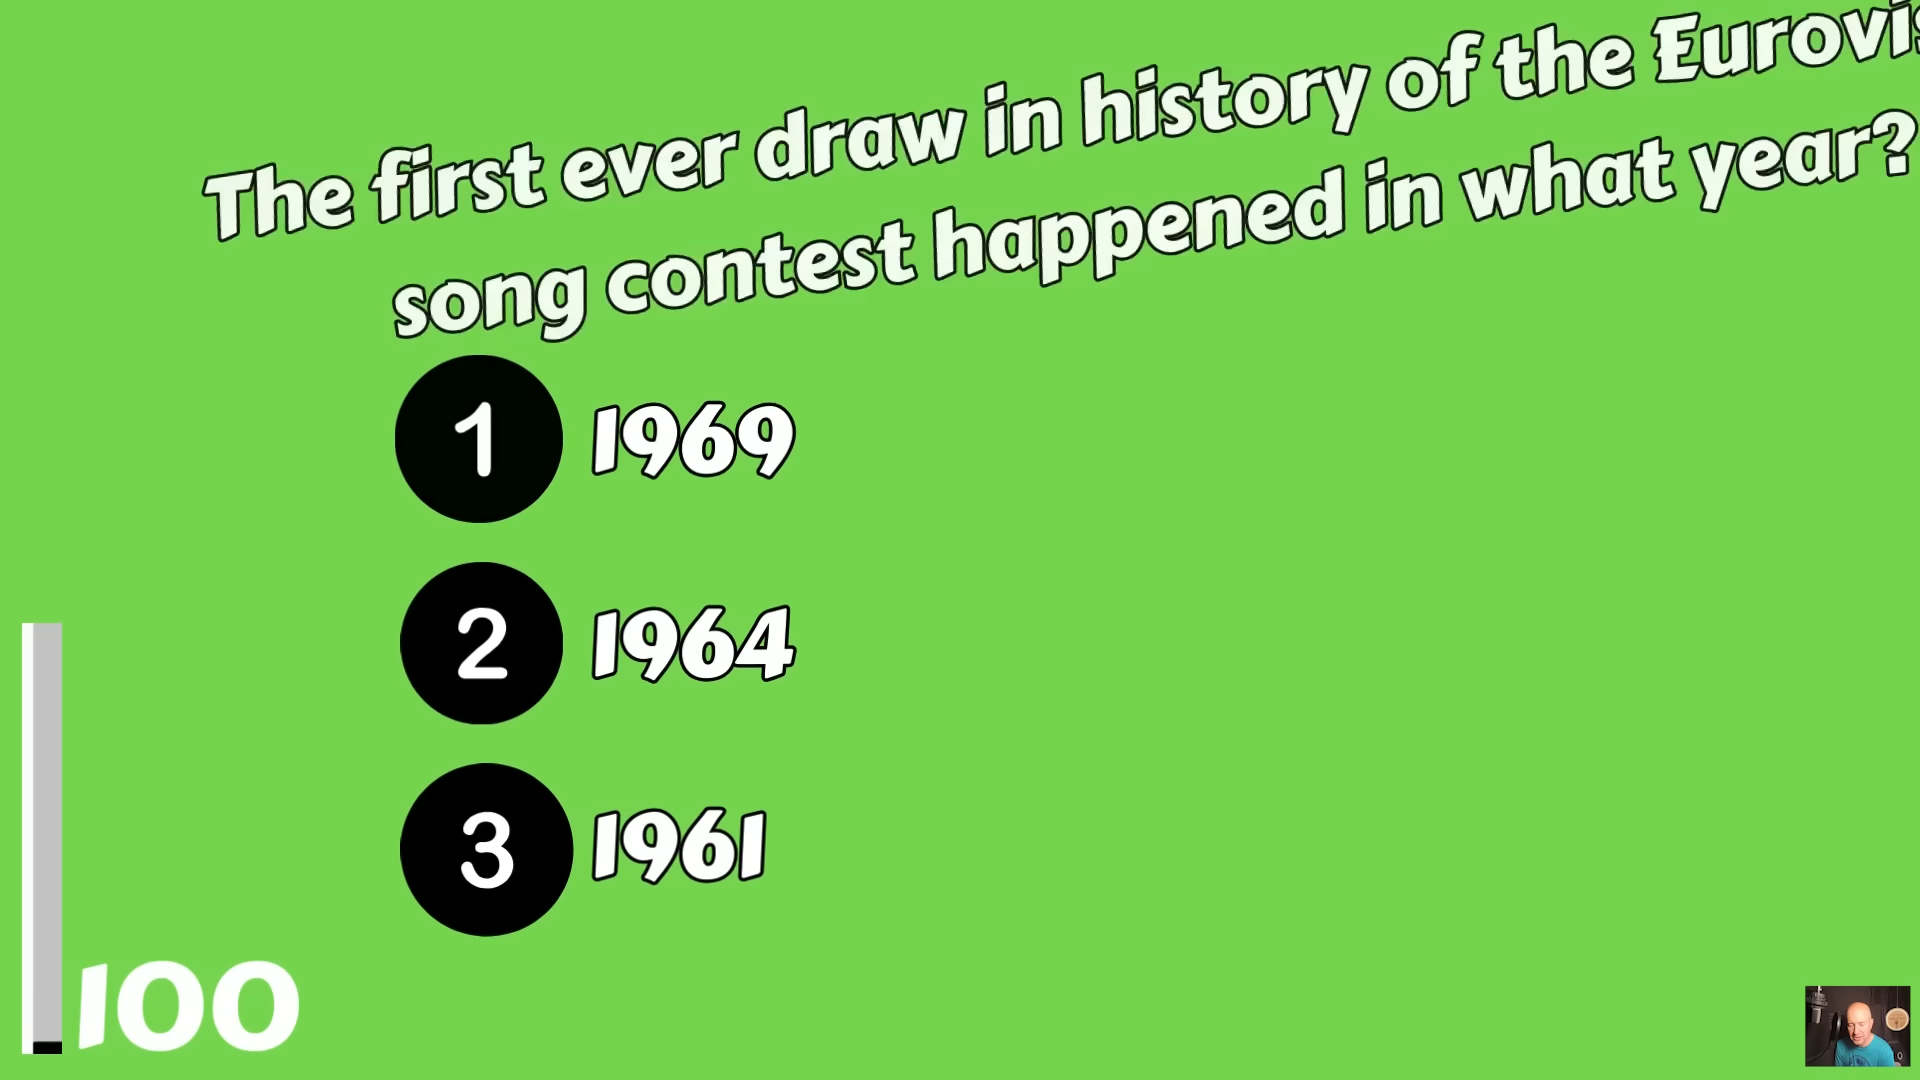 The first ever draw in history of the Eurovis
song contest happened in what year?
1 1969
2 1964
3 1961
100